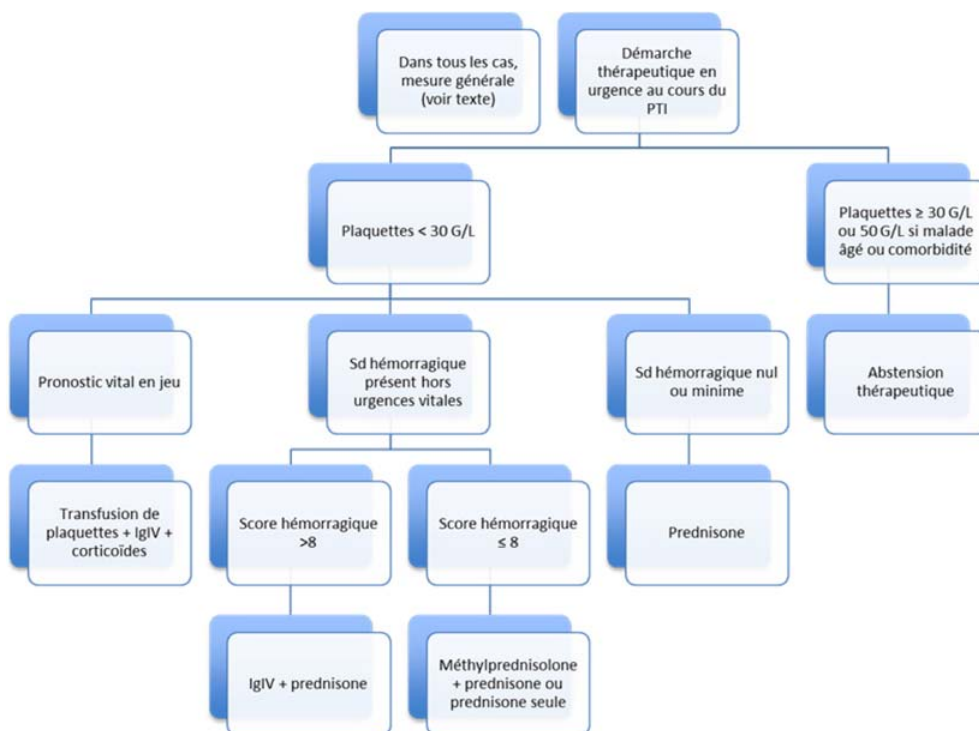 Dans tous les cas,
mesure générale
(voir texte)
Démarche
thérapeutique en
urgence au cours du
PTI
Plaquettes < 30 G/L
Plaquettes ≥ 30 G/L
ou 50 G/L si malade
âgé ou comorbidité
Pronostic vital en jeu
Sd hémorragique
présent hors
urgences vitales
Sd hémorragique nul
ou minime
Abstension
thérapeutique
Transfusion de
plaquettes + IgIV +
corticoïdes
Score hémorragique
>8
Score hémorragique
≤ 8
Prednisone
IgIV + prednisone
Méthylprednisolone
+ prednisone ou
prednisone seule